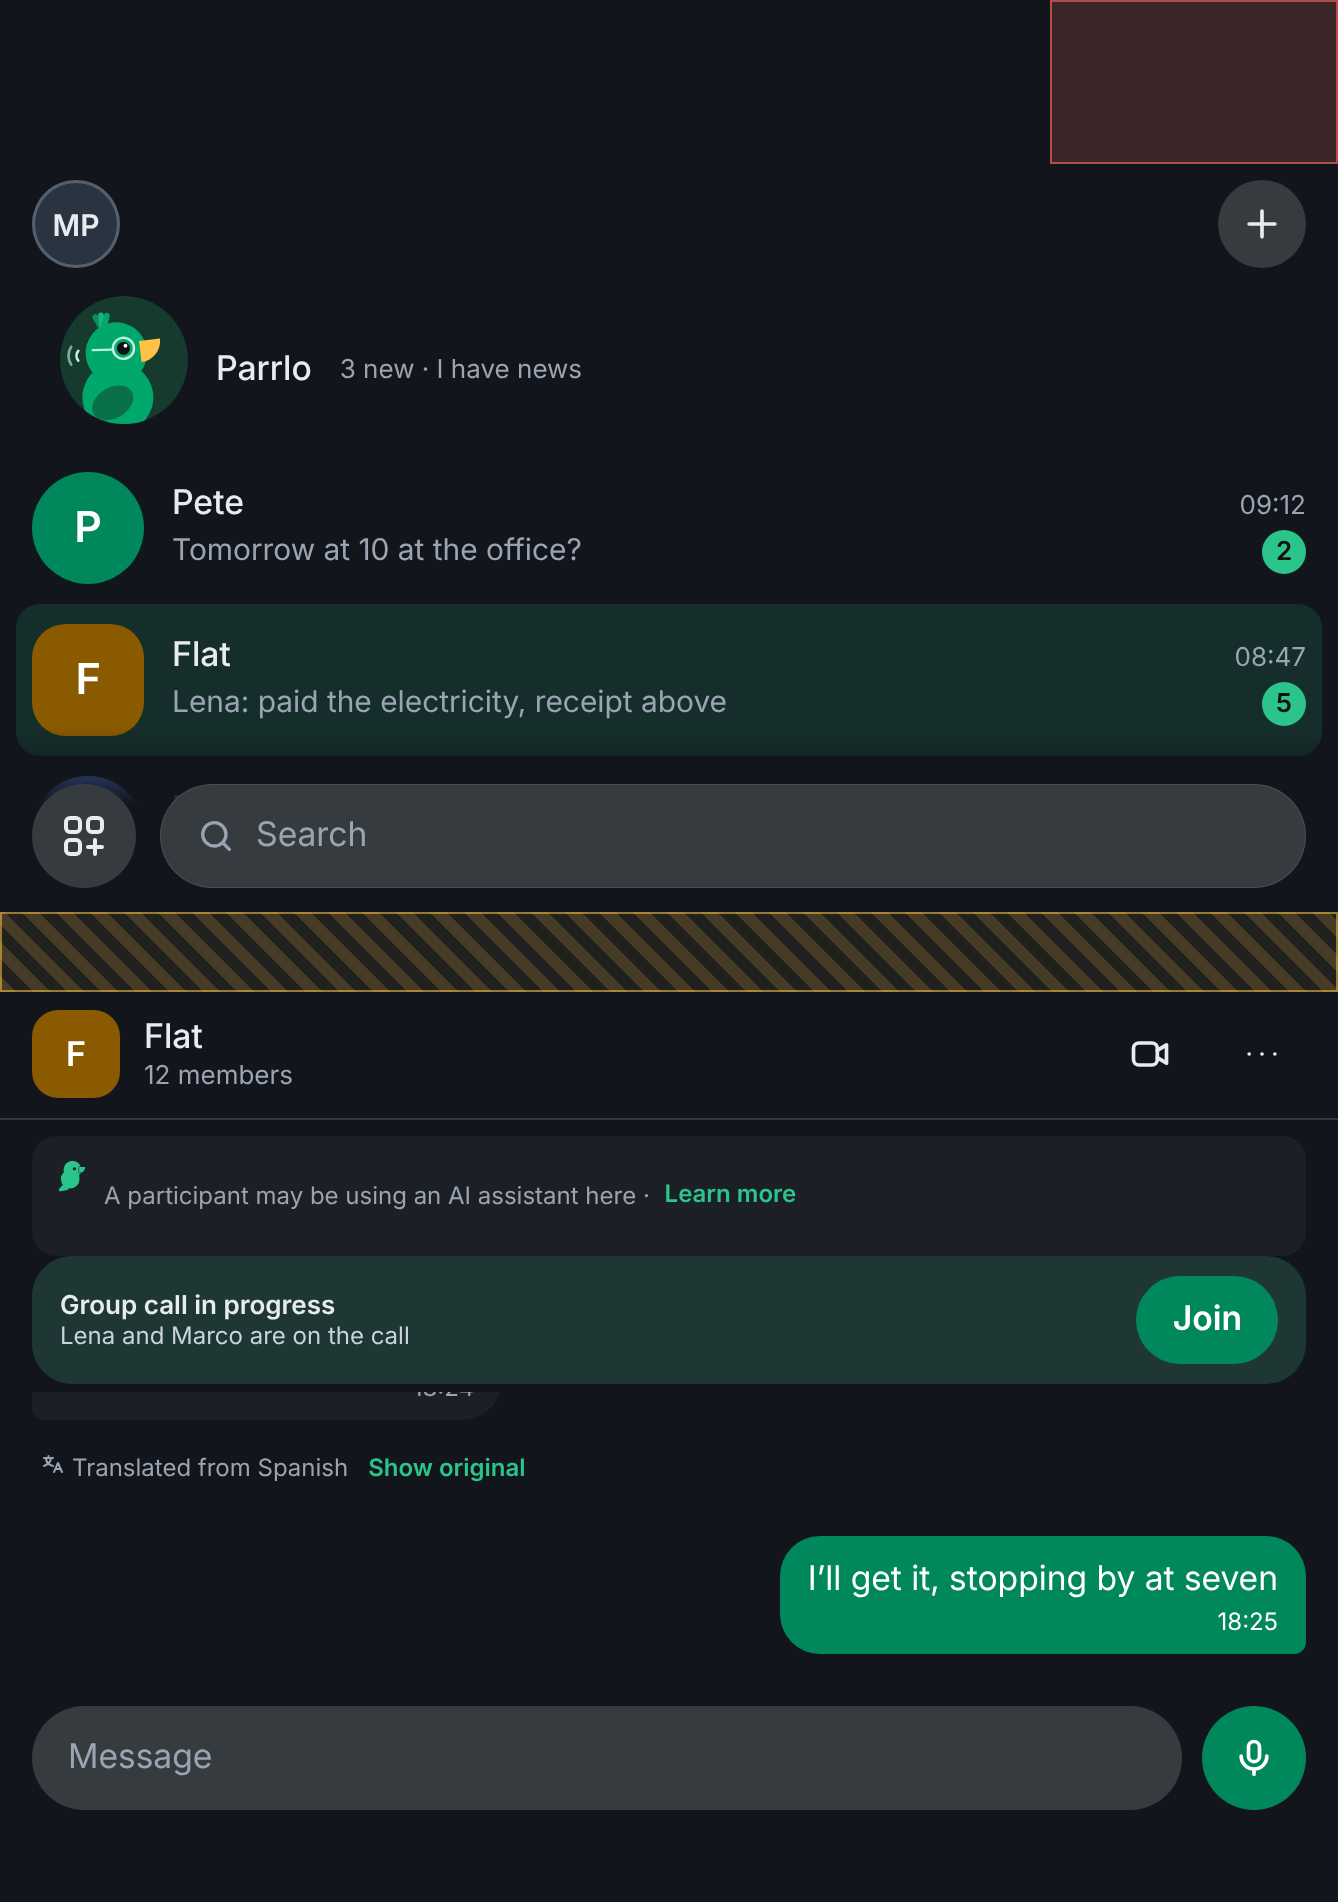 MP
Parrlo 3 new · I have news
P
Pete
09:12
Tomorrow at 10 at the office?
2
F
Flat
08:47
Lena: paid the electricity, receipt above
5
Search
F
Flat
12 members
A participant may be using an AI assistant here · Learn more
Group call in progress
Lena and Marco are on the call
Join
Translated from Spanish Show original
I’ll get it, stopping by at seven
18:25
Message